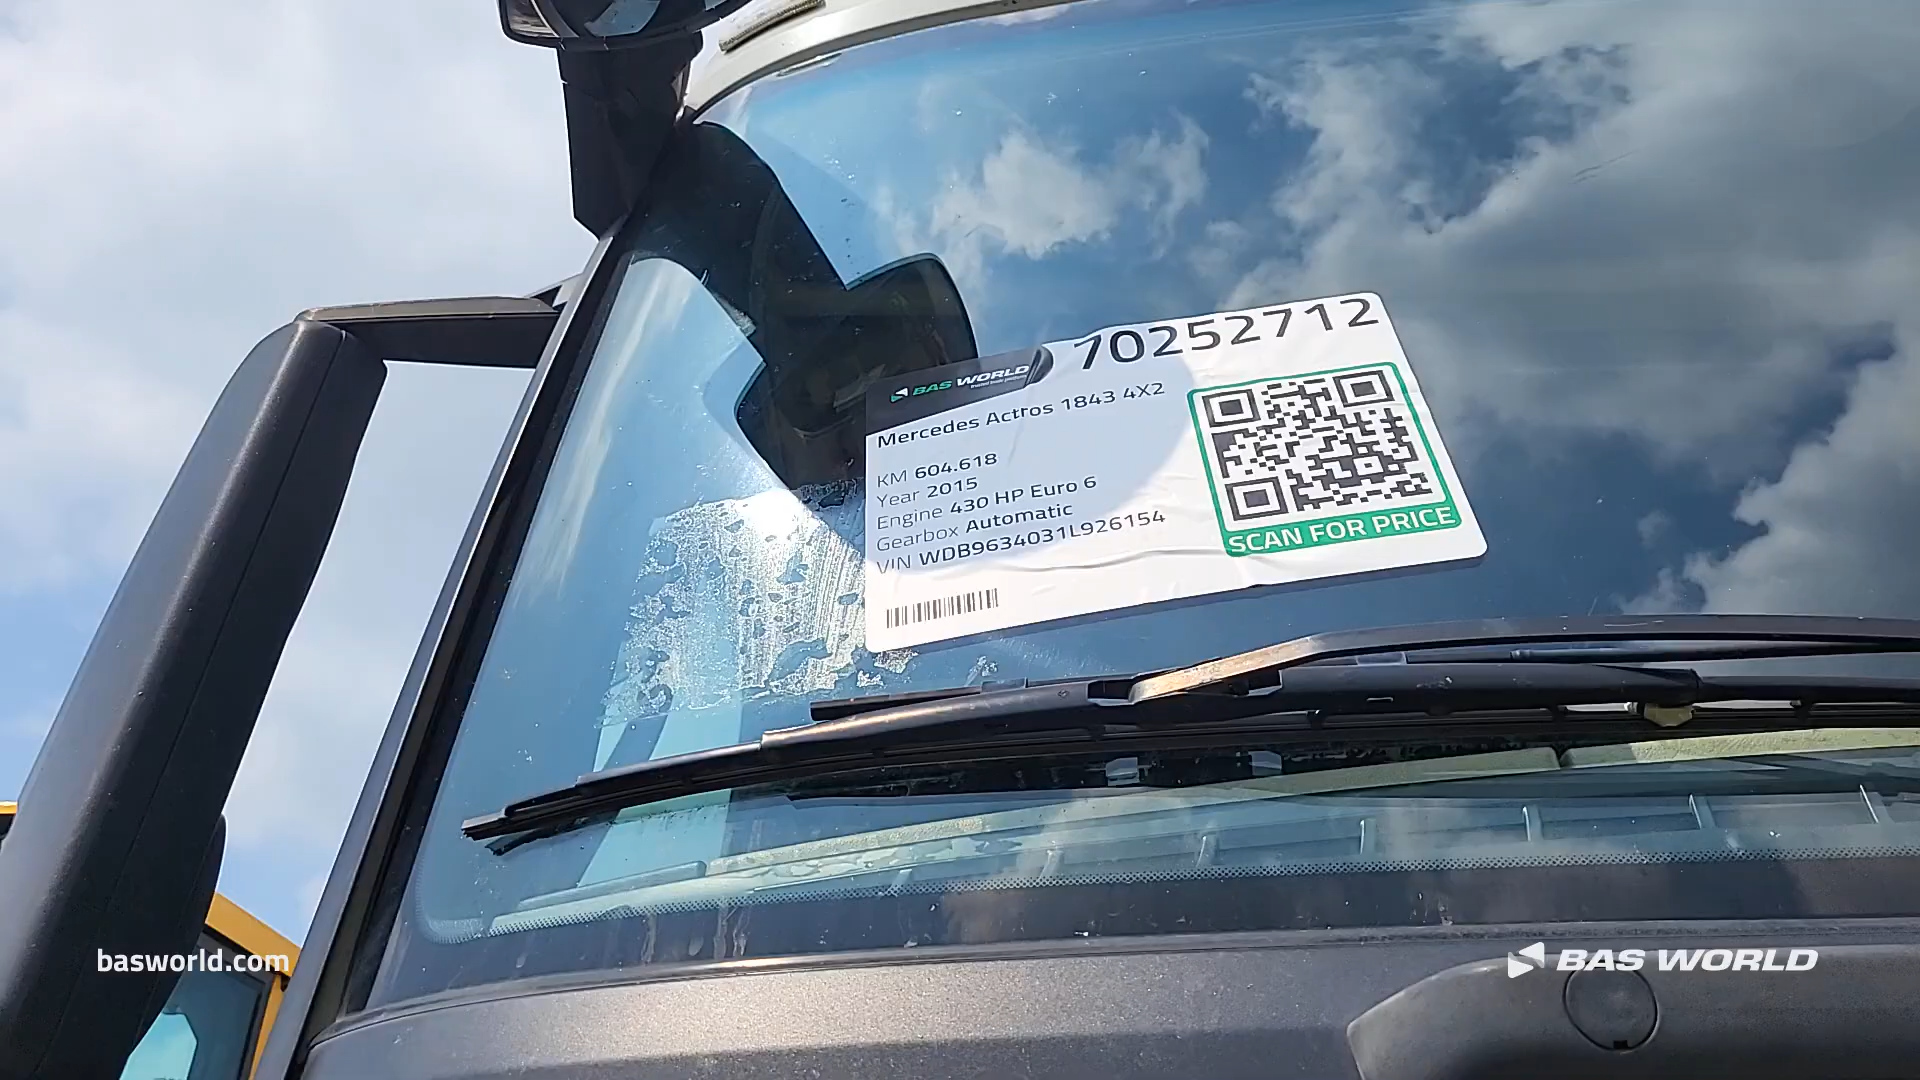 70252712
BAS WORLD
Mercedes Actros 1843 4X2
KM 604.618
Year 2015
Engine 430 HP Euro 6
Gearbox Automatic
VIN WDB9634031L926154
SCAN FOR PRICE
basworld.com
BAS WORLD